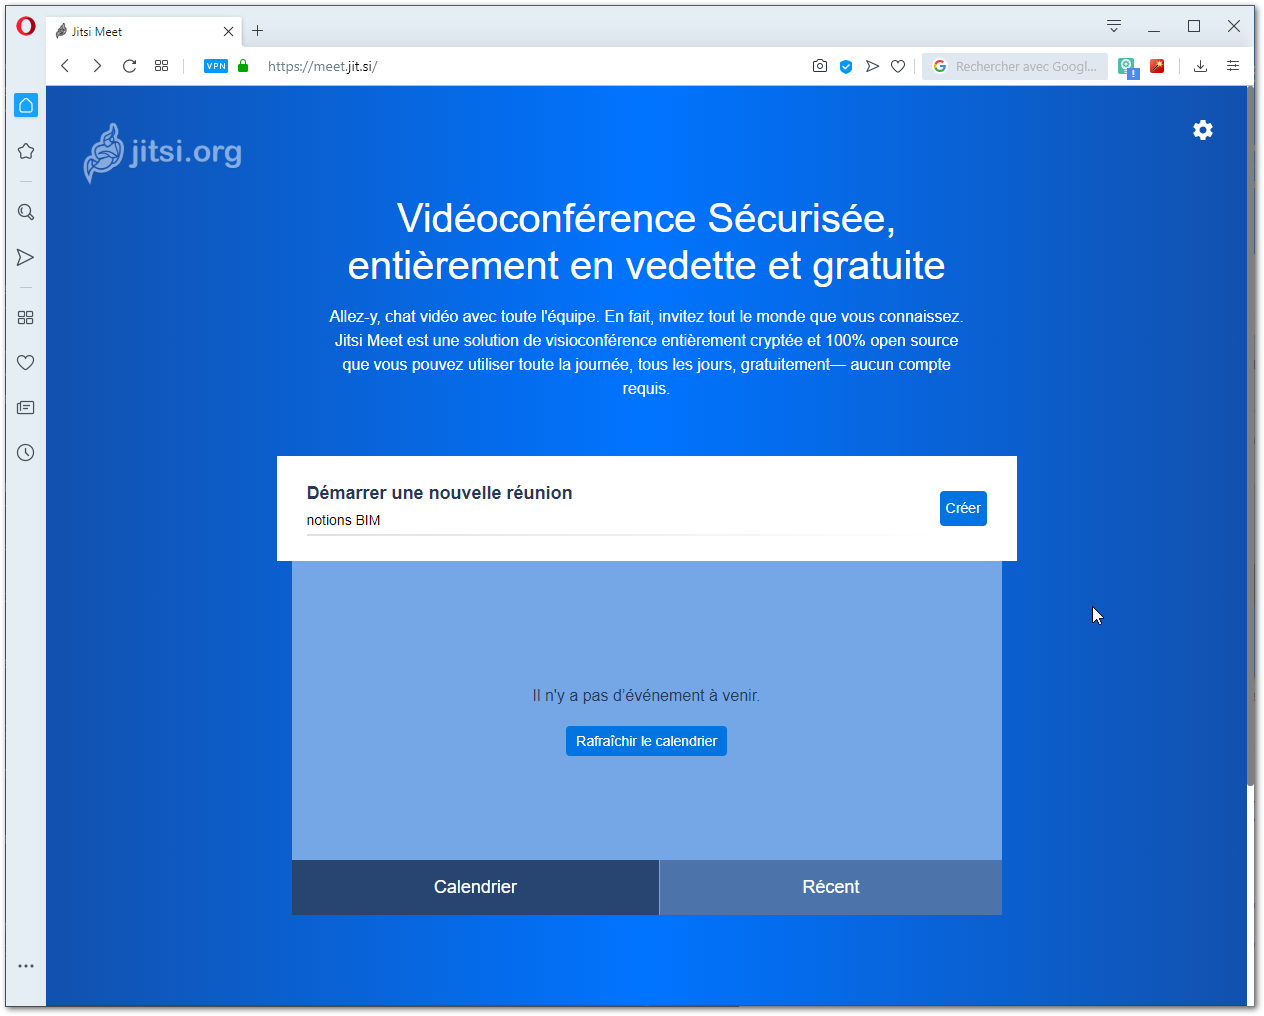 Jitsi Meet
VPN
https://meet.jit.si/
Rechercher avec Googl...
jitsi.org
Vidéoconférence Sécurisée,
entièrement en vedette et gratuite
Allez-y, chat vidéo avec toute l'équipe. En fait, invitez tout le monde que vous connaissez.
Jitsi Meet est une solution de visioconférence entièrement cryptée et 100% open source
que vous pouvez utiliser toute la journée, tous les jours, gratuitement— aucun compte
requis.
Démarrer une nouvelle réunion
notions BIM
Créer
Il n'y a pas d’événement à venir.
Rafraîchir le calendrier
Calendrier
Récent